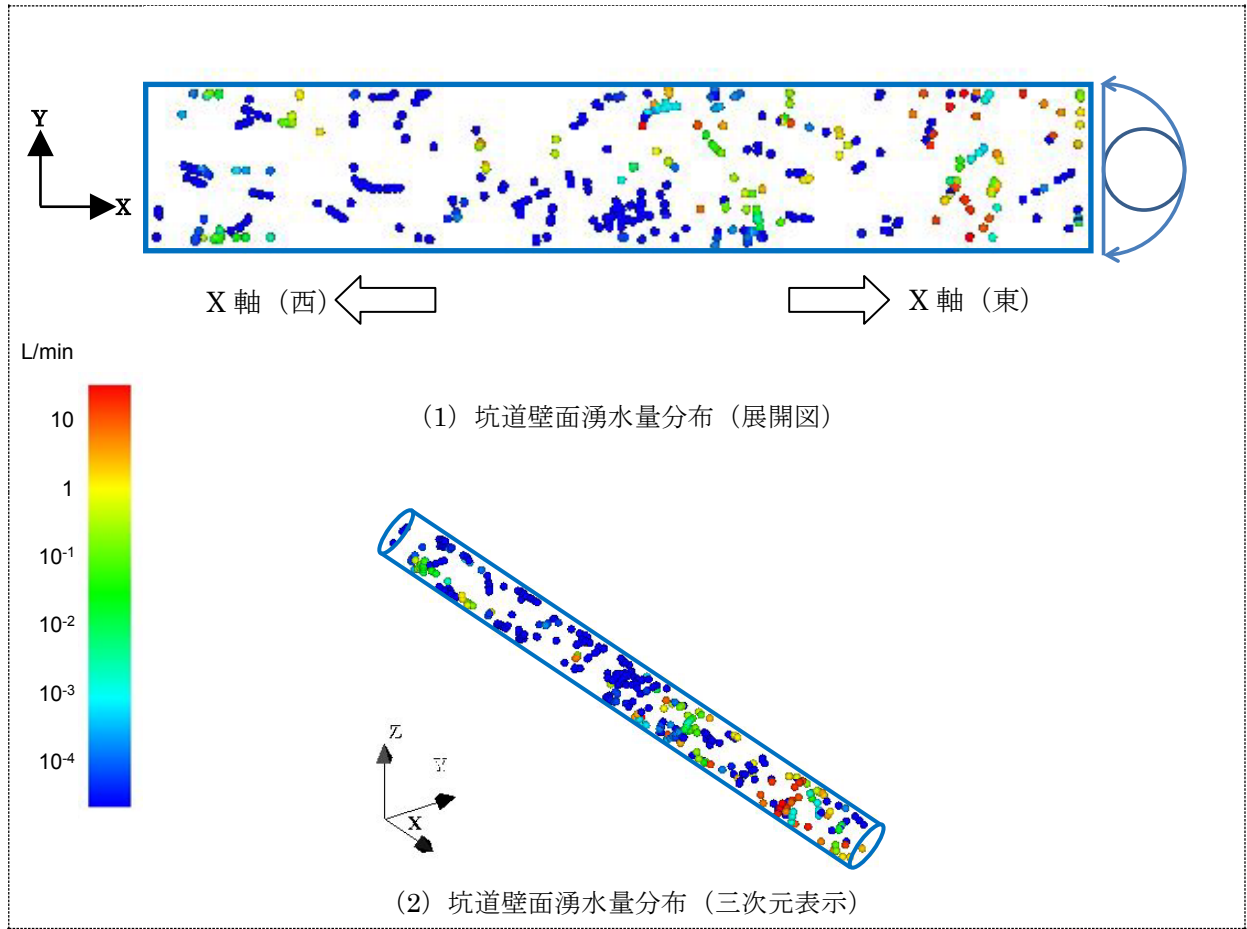 Y
X
X 軸（西）
X 軸（東）
L/min
10
1
10⁻¹
10⁻²
10⁻³
10⁻⁴
（1）坑道壁面湧水量分布（展開図）
Z
Y
X
（2）坑道壁面湧水量分布（三次元表示）